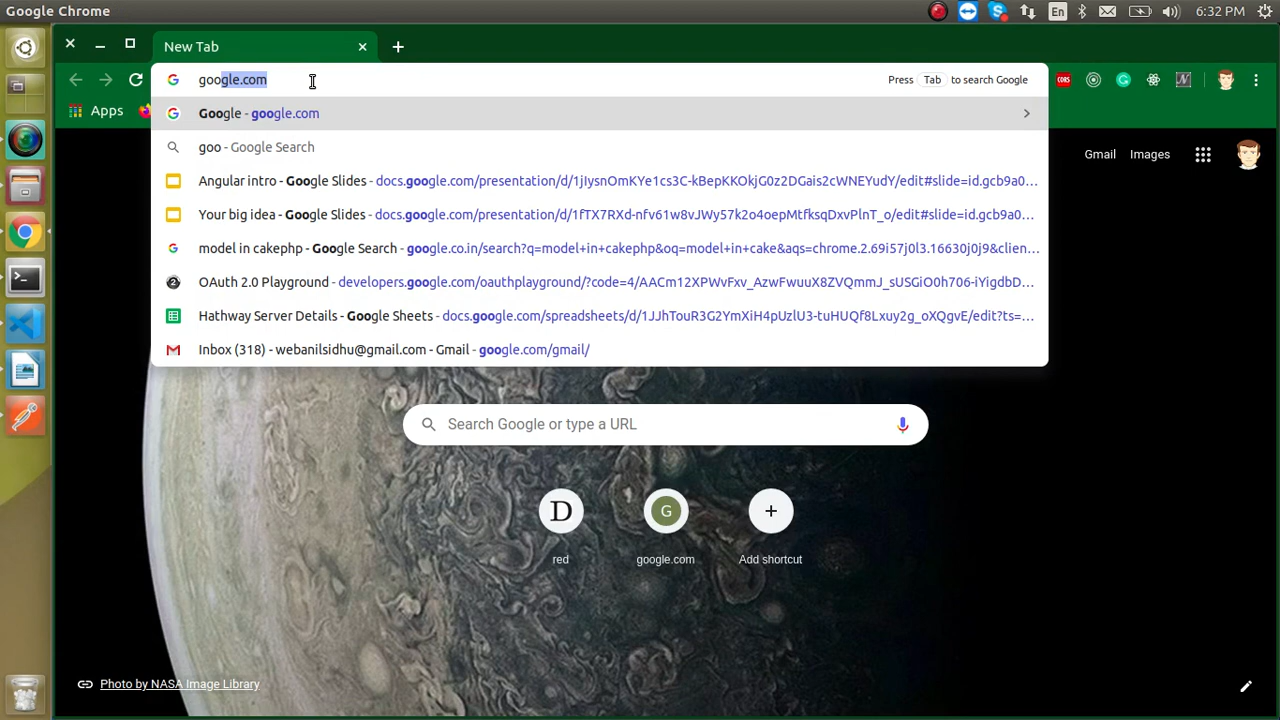 Google Chrome
En
6:32 PM
New Tab
google.com
Press Tab to search Google
CORS
Apps
Google - google.com
goo - Google Search
Gmail Images
Angular intro - Google Slides - docs.google.com/presentation/d/1jIysnOmKYe1cs3C-kBepKKOkjG0z2DGais2cWNEYudY/edit#slide=id.gcb9a0...
Your big idea - Google Slides - docs.google.com/presentation/d/1fTX7RXd-nfv61w8vJWy57k2o4oepMtfksqDxvPlnT_o/edit#slide=id.gcb9a0...
model in cakephp - Google Search - google.co.in/search?q=model+in+cakephp&oq=model+in+cake&aqs=chrome.2.69i57j0l3.16630j0j9&clien...
OAuth 2.0 Playground - developers.google.com/oauthplayground/?code=4/AACm12XPWvFxv_AzwFwuuX8ZVQmmJ_sUSGiO0h706-iYigdbD...
Hathway Server Details - Google Sheets - docs.google.com/spreadsheets/d/1JJhTouR3G2YmXiH4pUzlU3-tuHUQf8Lxuy2g_oXQgvE/edit?ts=...
Inbox (318) - webanilsidhu@gmail.com - Gmail - google.com/gmail/
Search Google or type a URL
D
G
red
google.com
Add shortcut
Photo by NASA Image Library